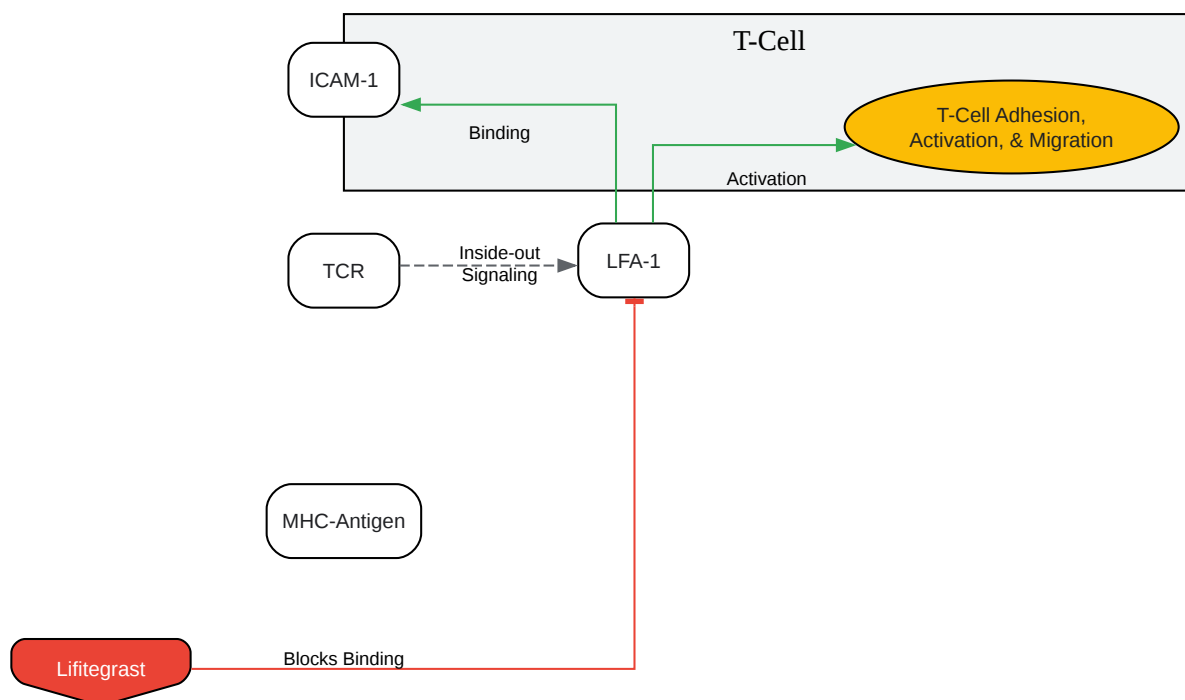 T-Cell
ICAM-1
T-Cell Adhesion,
Activation, & Migration
Binding
Activation
TCR
Inside-out
Signaling
LFA-1
MHC-Antigen
Lifitegrast
Blocks Binding